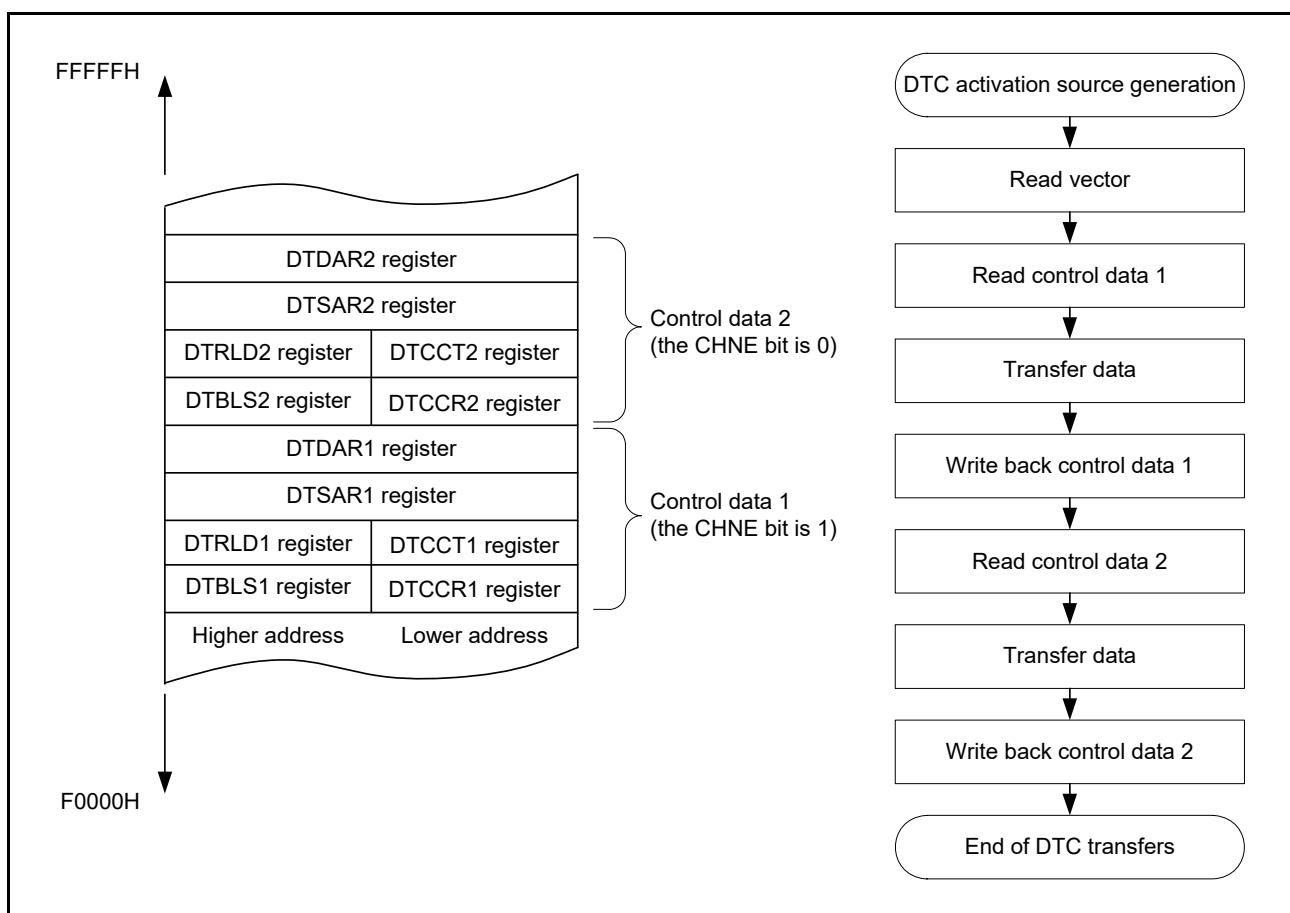 FFFFFH
DTDAR2 register
DTSAR2 register
DTRLD2 register DTCCT2 register
DTBLS2 register DTCCR2 register
DTDAR1 register
DTSAR1 register
DTRLD1 register DTCCT1 register
DTBLS1 register DTCCR1 register
Higher address Lower address
F0000H
Control data 2
(the CHNE bit is 0)
Control data 1
(the CHNE bit is 1)
DTC activation source generation
Read vector
Read control data 1
Transfer data
Write back control data 1
Read control data 2
Transfer data
Write back control data 2
End of DTC transfers